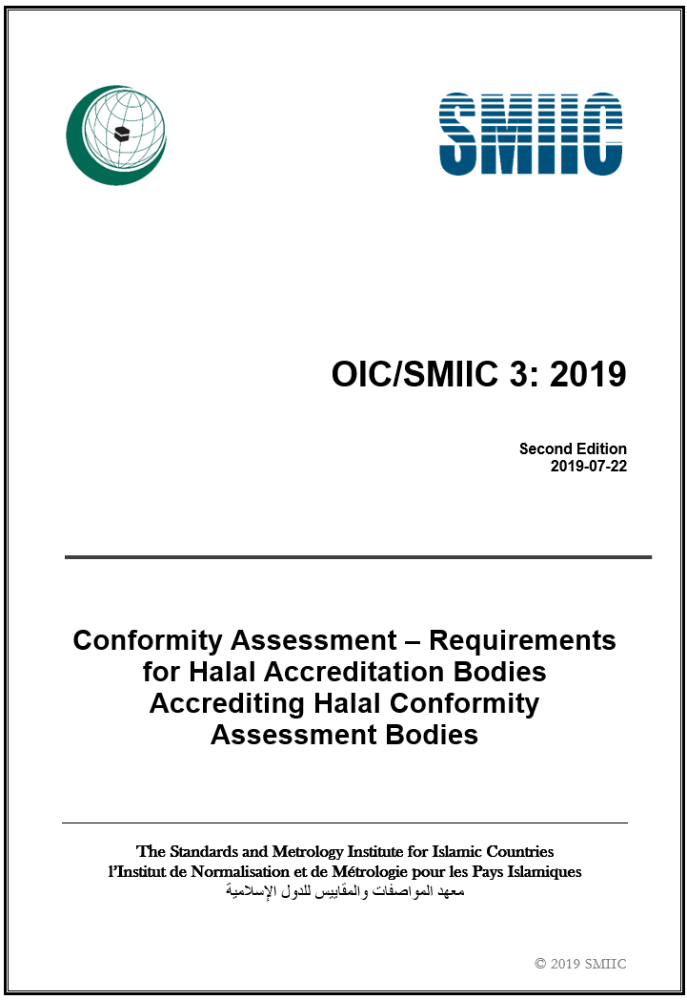 SMIIC
OIC/SMIIC 3: 2019
Second Edition
2019-07-22
Conformity Assessment – Requirements
for Halal Accreditation Bodies
Accrediting Halal Conformity
Assessment Bodies
The Standards and Metrology Institute for Islamic Countries
l’Institut de Normalisation et de Métrologie pour les Pays Islamiques
معهد المواصفات والمقاييس للدول الإسلامية
© 2019 SMIIC